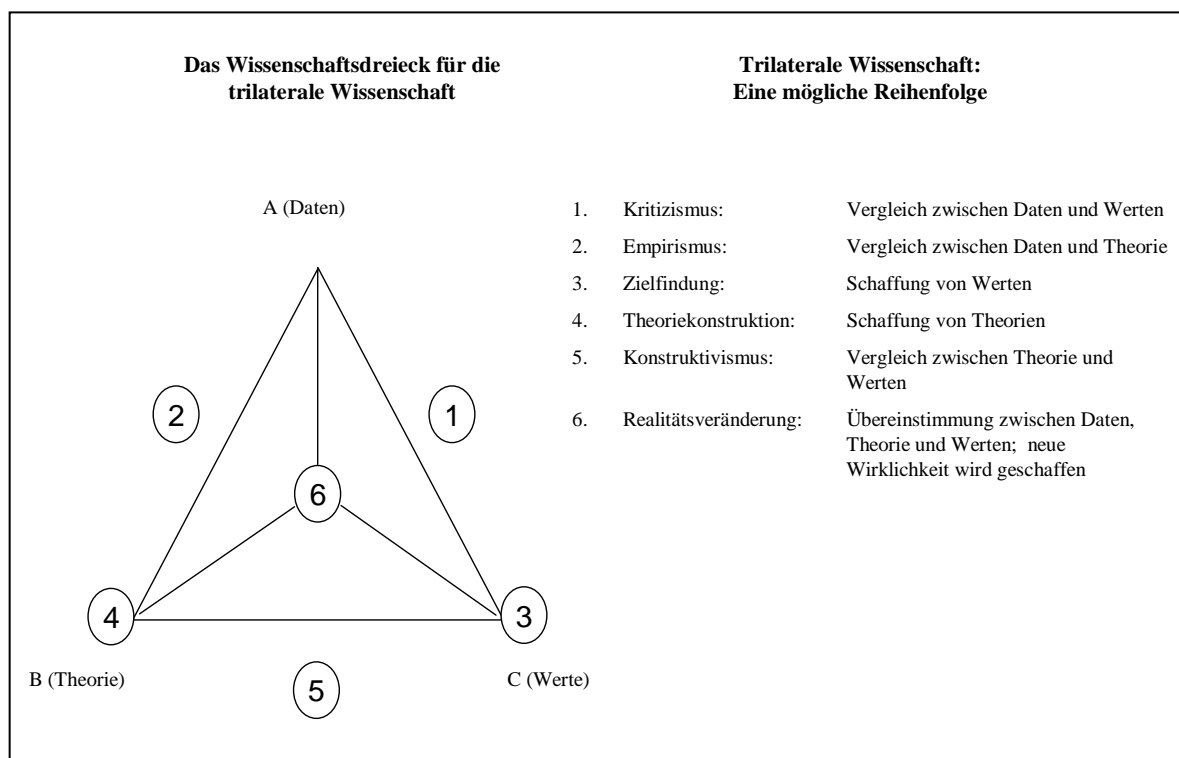 Das Wissenschaftsdreieck für die
trilaterale Wissenschaft
Trilaterale Wissenschaft:
Eine mögliche Reihenfolge
A (Daten)
2
1
6
4
3
B (Theorie)
5
C (Werte)
1. Kritizismus: Vergleich zwischen Daten und Werten
2. Empirismus: Vergleich zwischen Daten und Theorie
3. Zielfindung: Schaffung von Werten
4. Theoriekonstruktion: Schaffung von Theorien
5. Konstruktivismus: Vergleich zwischen Theorie und
Werten
6. Realitätsveränderung: Übereinstimmung zwischen Daten,
Theorie und Werten; neue
Wirklichkeit wird geschaffen